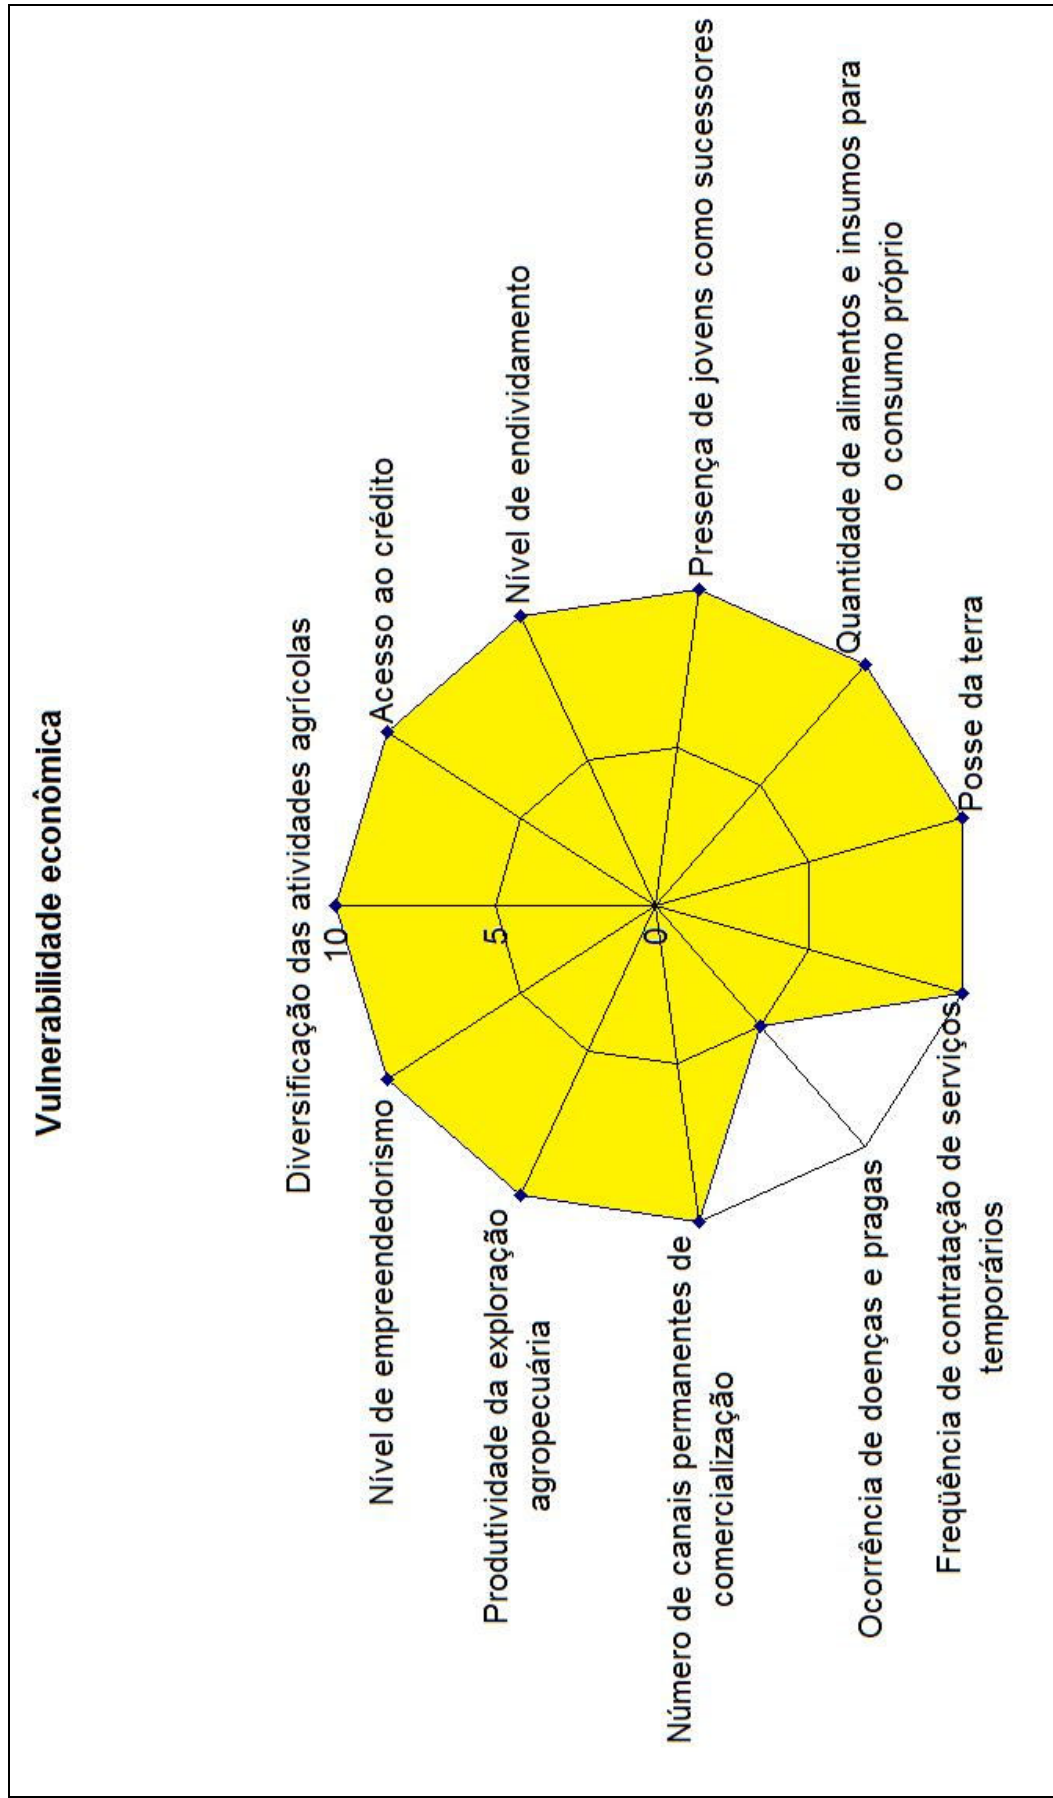 Vulnerabilidade econômica
Diversificação das atividades agrícolas
Acesso ao crédito
Nível de endividamento
Presença de jovens como sucessores
Quantidade de alimentos e insumos para
o consumo próprio
Posse da terra
Freqüência de contratação de serviços
temporários
Ocorrência de doenças e pragas
Número de canais permanentes de
comercialização
Produtividade da exploração
agropecuária
Nível de empreendedorismo
10
5
0